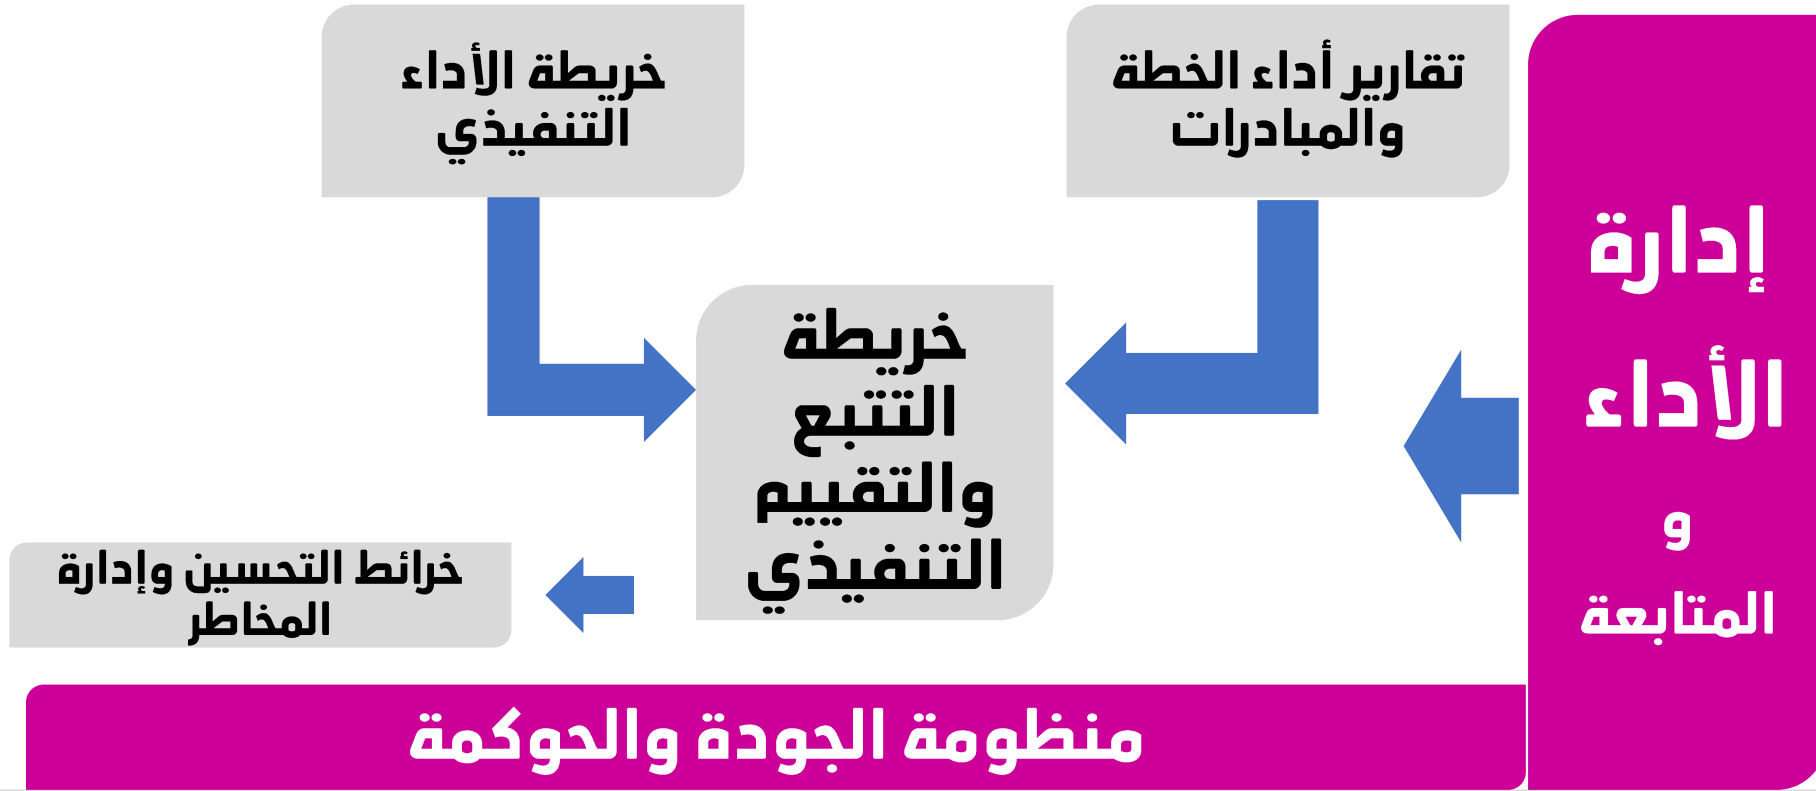 إدارة
الأداء
و
المتابعة
تقارير أداء الخطة
والمبادرات
خريطة الأداء
التنفيذي
خريطة
التتبع
والتقييم
التنفيذي
خرائط التحسين وإدارة
المخاطر
منظومة الجودة والحوكمة